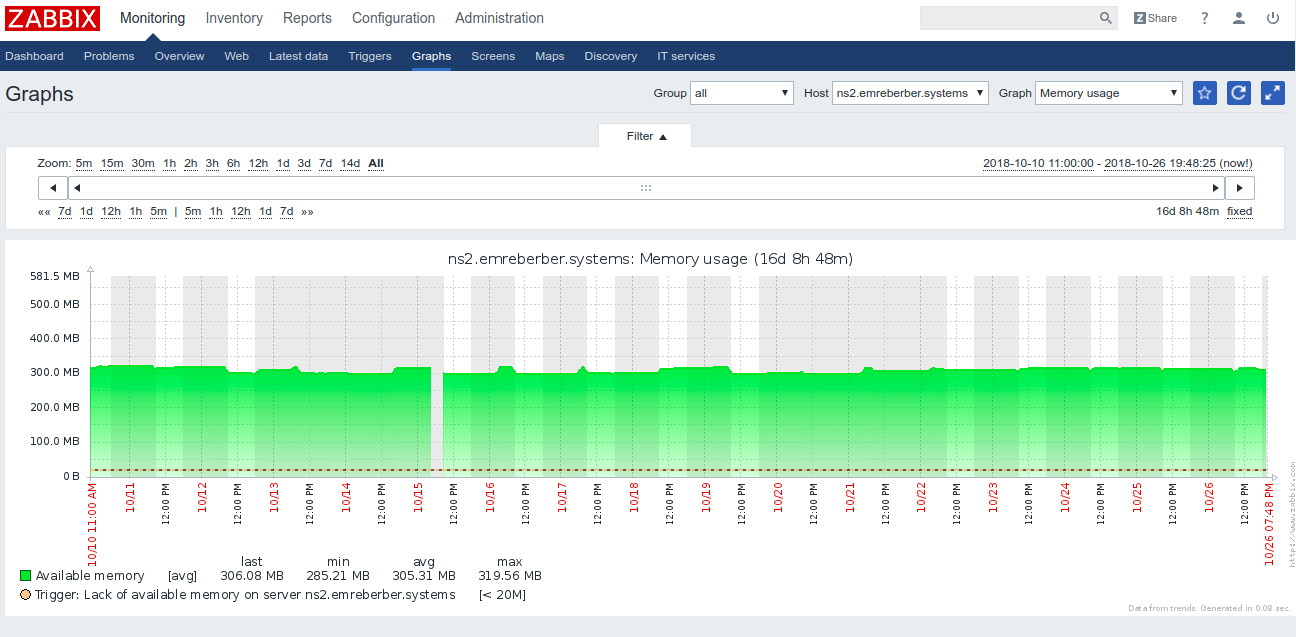 ZABBIX Monitoring Inventory Reports Configuration Administration Z Share ?
Dashboard Problems Overview Web Latest data Triggers Graphs Screens Maps Discovery IT services
Graphs Group all Host ns2.emreberber.systems Graph Memory usage
Filter
Zoom: 5m 15m 30m 1h 2h 3h 6h 12h 1d 3d 7d 14d All 2018-10-10 11:00:00 - 2018-10-26 19:48:25 (now!)
«« 7d 1d 12h 1h 5m | 5m 1h 12h 1d 7d »» 16d 8h 48m fixed
ns2.emreberber.systems: Memory usage (16d 8h 48m)
581.5 MB
500.0 MB
400.0 MB
300.0 MB
200.0 MB
100.0 MB
0 B
10/10 11:00 AM 10/11 12:00 PM 10/12 12:00 PM 10/13 12:00 PM 10/14 12:00 PM 10/15 12:00 PM 10/16 12:00 PM 10/17 12:00 PM 10/18 12:00 PM 10/19 12:00 PM 10/20 12:00 PM 10/21 12:00 PM 10/22 12:00 PM 10/23 12:00 PM 10/24 12:00 PM 10/25 12:00 PM 10/26 12:00 PM 10/26 07:48 PM
http://www.zabbix.com
last min avg max
Available memory [avg] 306.08 MB 285.21 MB 305.31 MB 319.56 MB
Trigger: Lack of available memory on server ns2.emreberber.systems [< 20M]
Data from trends. Generated in 0.08 sec.